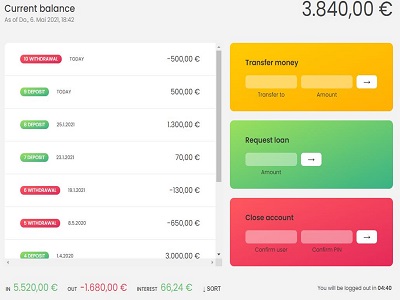 Current balance
As of Do., 6. Mai 2021, 18:42
3.840,00 €
10 WITHDRAWAL TODAY -500,00 €
9 DEPOSIT TODAY 500,00 €
8 DEPOSIT 25.1.2021 1.300,00 €
7 DEPOSIT 23.1.2021 70,00 €
6 WITHDRAWAL 19.1.2021 -130,00 €
5 WITHDRAWAL 8.5.2020 -650,00 €
4 DEPOSIT 1.4.2020 3.000,00 €
Transfer money
→
Transfer to Amount
Request loan
→
Amount
Close account
→
Confirm user Confirm PIN
IN 5.520,00 € OUT -1.680,00 € INTEREST 66,24 € ↓ SORT
You will be logged out in 04:40